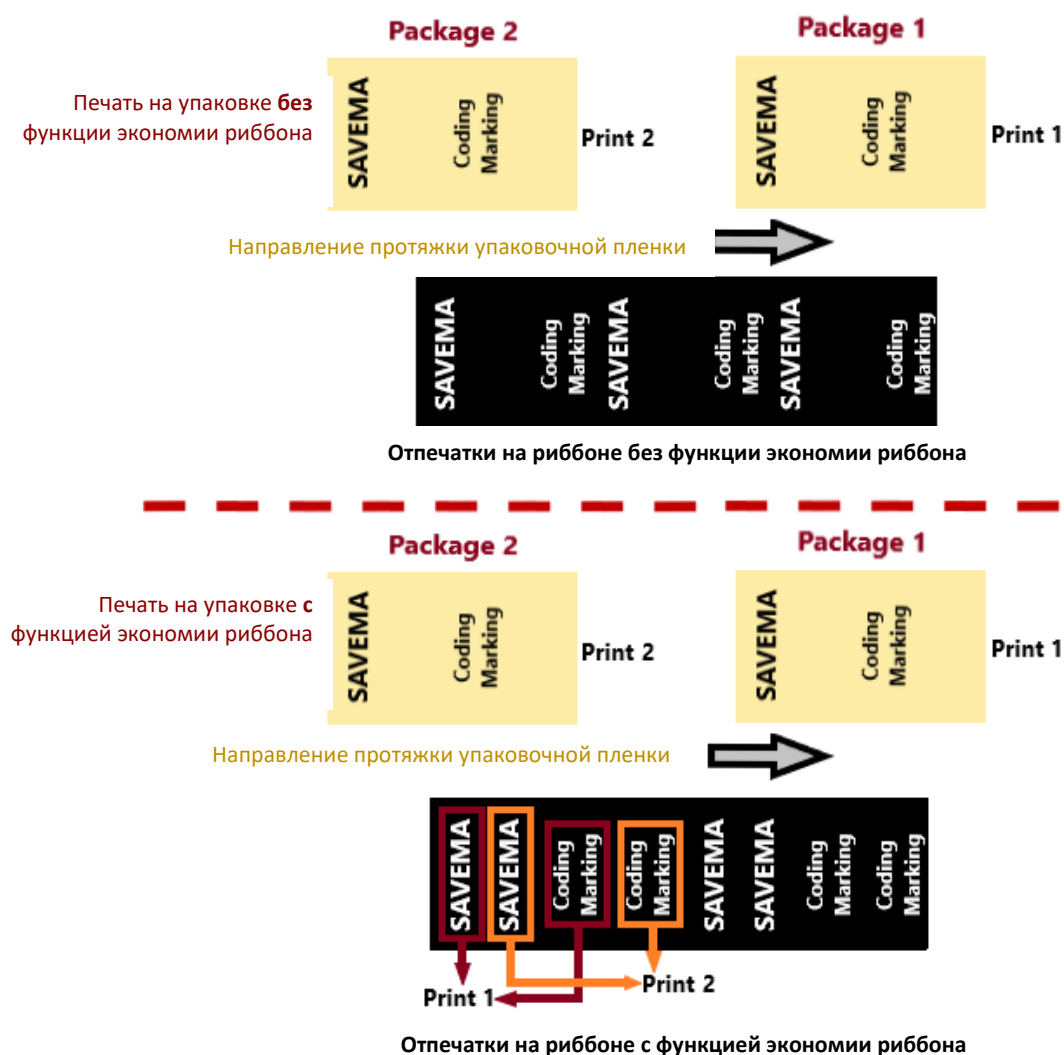 Package 2
Package 1
Печать на упаковке без
функции экономии риббона
SAVEMA
Coding
Marking
Print 2
SAVEMA
Coding
Marking
Print 1
Направление протяжки упаковочной пленки
SAVEMA
Coding
Marking
SAVEMA
Coding
Marking
SAVEMA
Coding
Marking
Отпечатки на риббоне без функции экономии риббона
Package 2
Package 1
Печать на упаковке с
функцией экономии риббона
SAVEMA
Coding
Marking
Print 2
SAVEMA
Coding
Marking
Print 1
Направление протяжки упаковочной пленки
SAVEMA
SAVEMA
Coding
Marking
Coding
Marking
SAVEMA
SAVEMA
Coding
Marking
Coding
Marking
Print 1
Print 2
Отпечатки на риббоне с функцией экономии риббона